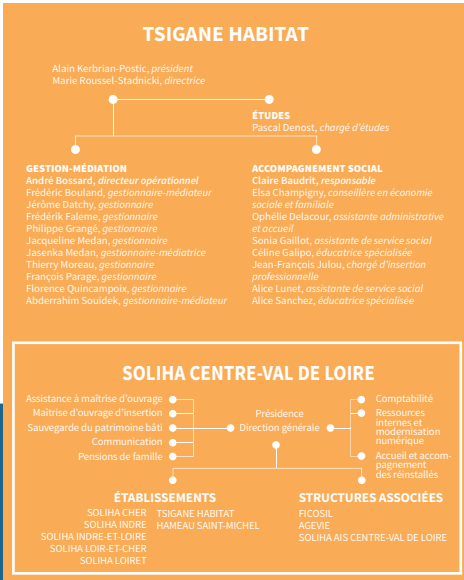 TSIGANE HABITAT
Alain Kerbrian-Postic, président
Marie Roussel-Stadnicki, directrice
ÉTUDES
Pascal Denost, chargé d'études
GESTION-MÉDIATION
André Bossard, directeur opérationnel
Frédéric Bouland, gestionnaire-médiateur
Jérôme Datchy, gestionnaire
Frédérik Faleme, gestionnaire
Philippe Grangé, gestionnaire
Jacqueline Medan, gestionnaire
Jasenka Medan, gestionnaire-médiatrice
Thierry Moreau, gestionnaire
François Parage, gestionnaire
Florence Quincampoix, gestionnaire
Abderrahim Souidek, gestionnaire-médiateur
ACCOMPAGNEMENT SOCIAL
Claire Baudrit, responsable
Elsa Champigny, conseillère en économie
sociale et familiale
Ophélie Delacour, assistante administrative
et accueil
Sonia Gaillot, assistante de service social
Céline Galipo, éducatrice spécialisée
Jean-François Julou, chargé d'insertion
professionnelle
Alice Lunet, assistante de service social
Alice Sanchez, éducatrice spécialisée
SOLIHA CENTRE-VAL DE LOIRE
Assistance à maîtrise d'ouvrage
Maîtrise d'ouvrage d'insertion
Sauvegarde du patrimoine bâti
Communication
Pensions de famille
Présidence
Direction générale
Comptabilité
Ressources
internes et
modernisation
numérique
Accueil et accom-
pagnement
des réinstallés
ÉTABLISSEMENTS
SOLIHA CHER
SOLIHA INDRE
SOLIHA INDRE-ET-LOIRE
SOLIHA LOIR-ET-CHER
SOLIHA LOIRET
TSIGANE HABITAT
HAMEAU SAINT-MICHEL
STRUCTURES ASSOCIÉES
FICOSIL
AGEVIE
SOLIHA AIS CENTRE-VAL DE LOIRE